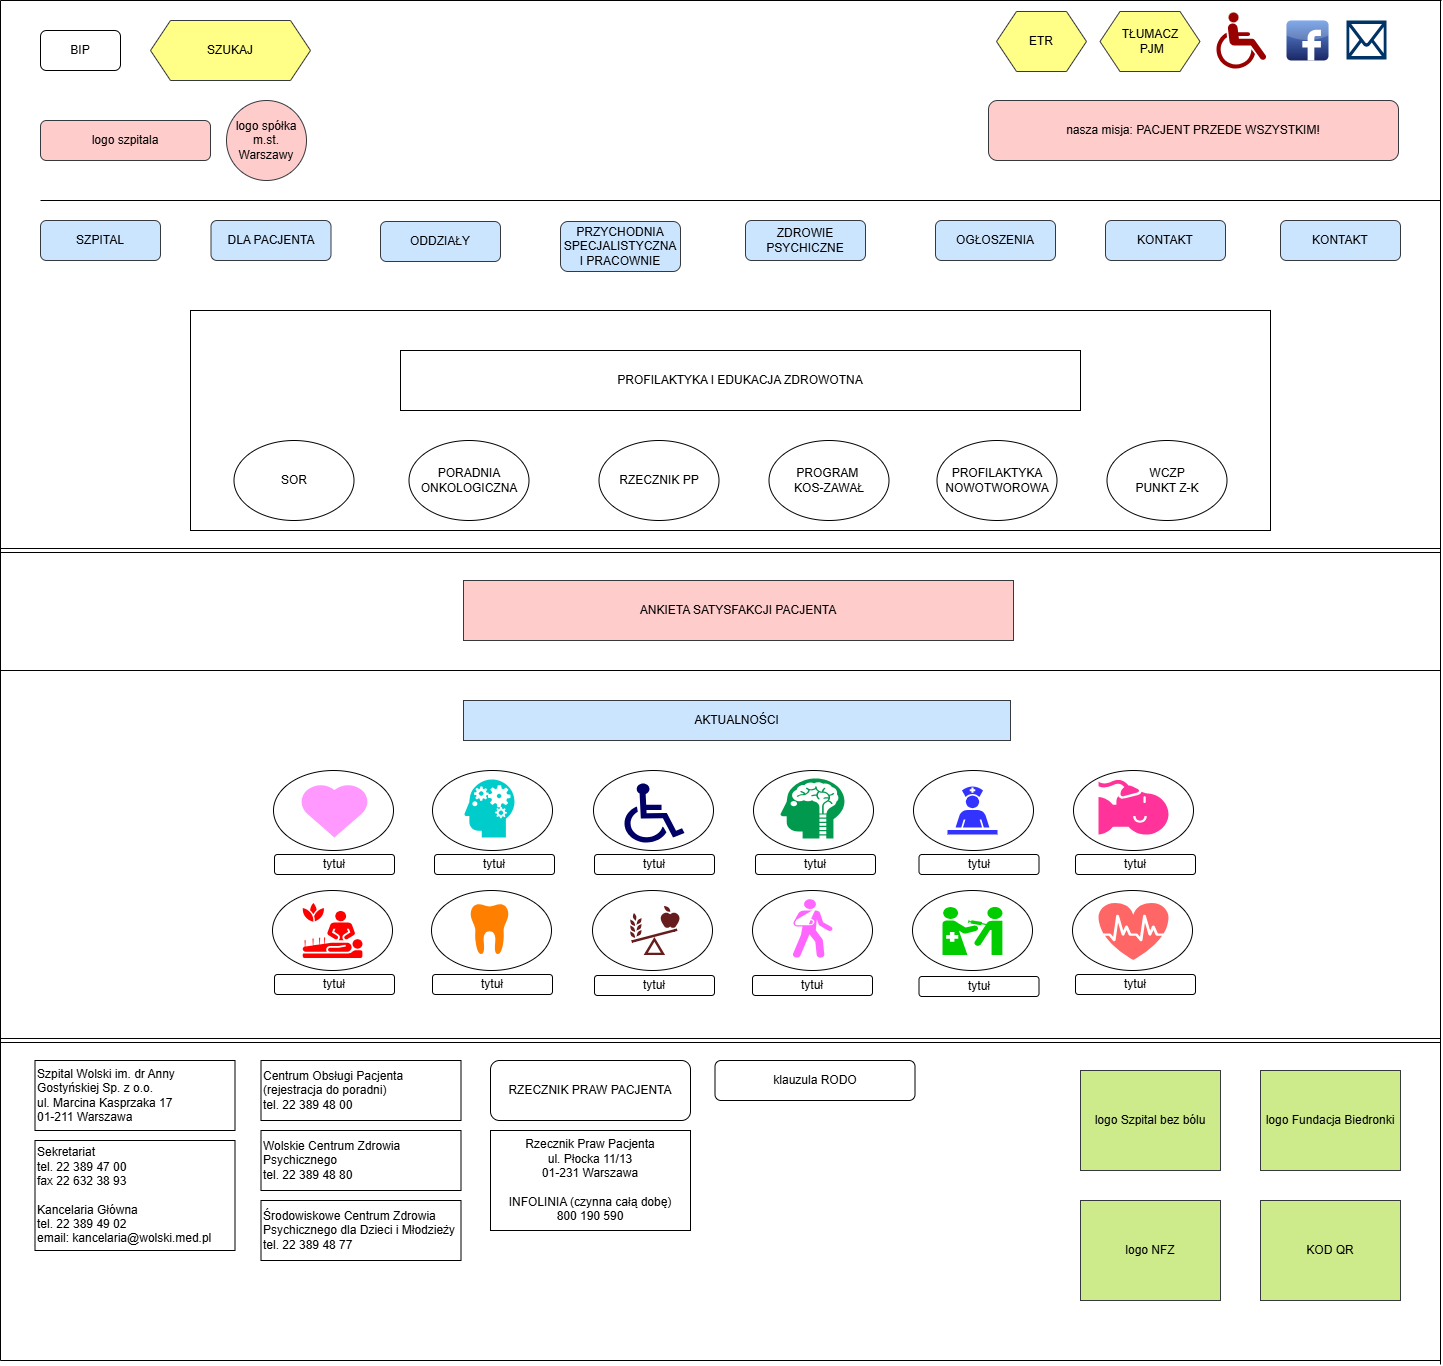 BIP
SZUKAJ
ETR
TŁUMACZ
PJM
logo szpitala
logo spółka
m.st.
Warszawy
nasza misja: PACJENT PRZEDE WSZYSTKIM!
SZPITAL
DLA PACJENTA
ODDZIAŁY
PRZYCHODNIA
SPECJALISTYCZNA
I PRACOWNIE
ZDROWIE
PSYCHICZNE
OGŁOSZENIA
KONTAKT
KONTAKT
PROFILAKTYKA I EDUKACJA ZDROWOTNA
SOR
PORADNIA
ONKOLOGICZNA
RZECZNIK PP
PROGRAM
KOS-ZAWAŁ
PROFILAKTYKA
NOWOTWOROWA
WCZP
PUNKT Z-K
ANKIETA SATYSFAKCJI PACJENTA
AKTUALNOŚCI
tytuł
tytuł
tytuł
tytuł
tytuł
tytuł
tytuł
tytuł
tytuł
tytuł
tytuł
tytuł
Szpital Wolski im. dr Anny
Gostyńskiej Sp. z o.o.
ul. Marcina Kasprzaka 17
01-211 Warszawa
Sekretariat
tel. 22 389 47 00
fax 22 632 38 93
Kancelaria Główna
tel. 22 389 49 02
email: kancelaria@wolski.med.pl
Centrum Obsługi Pacjenta
(rejestracja do poradni)
tel. 22 389 48 00
Wolskie Centrum Zdrowia
Psychicznego
tel. 22 389 48 80
Środowiskowe Centrum Zdrowia
Psychicznego dla Dzieci i Młodzieży
tel. 22 389 48 77
RZECZNIK PRAW PACJENTA
Rzecznik Praw Pacjenta
ul. Płocka 11/13
01-231 Warszawa
INFOLINIA (czynna całą dobę)
800 190 590
klauzula RODO
logo Szpital bez bólu
logo Fundacja Biedronki
logo NFZ
KOD QR